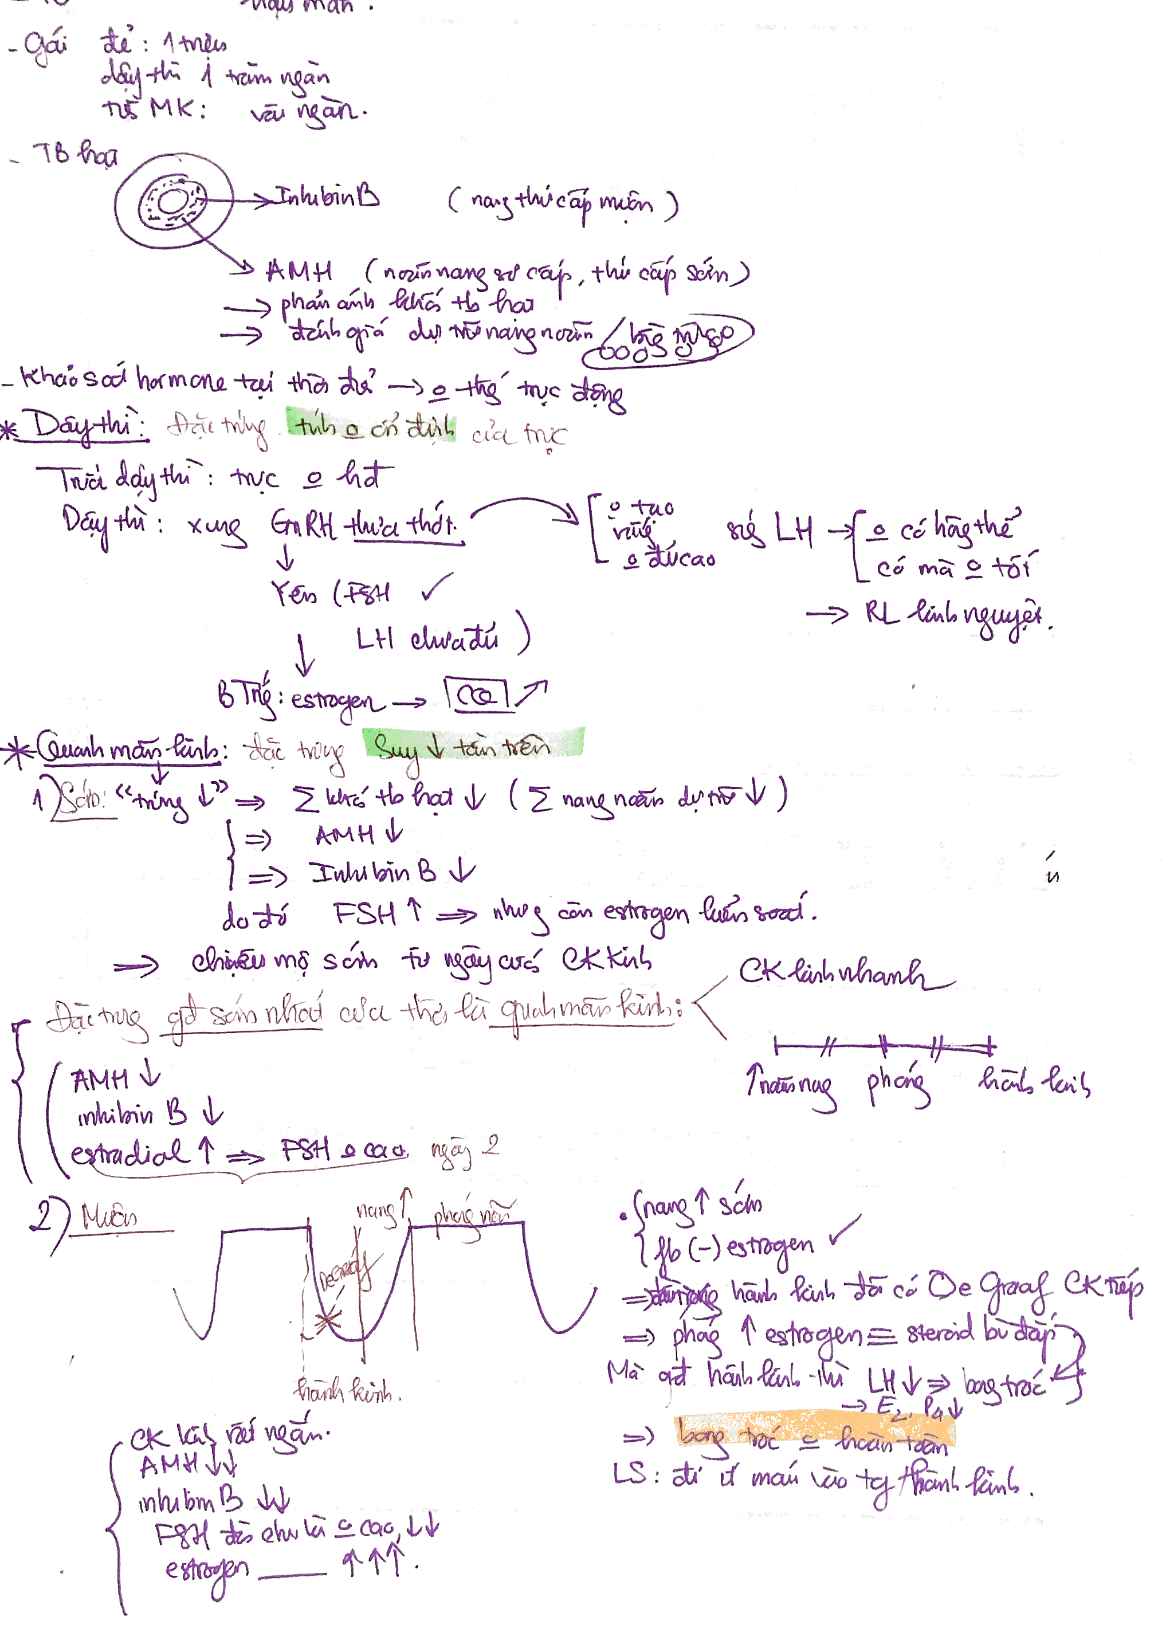 mãn.
- Gái đẻ: 1 triệu
dậy thì 1 trăm ngàn
tuổi MK: vài ngàn.
- TB hạt
Inhibin B (nang thứ cấp muộn)
AMH (noãn nang sơ cấp, thứ cấp sớm)
→ phản ánh khối tb hạt
→ đánh giá dự trữ nang noãn
- Khảo sát hormone tại thời điể → o thể trục động
* Dậy thì: Đặc trưng tính o ổn định của trục
Trước dậy thì: trục o hđ
Dậy thì: xung GnRH thưa thớt.
o tạo
o đủ cao
LH → o có hoàng thể
có mà o tốt
→ RL kinh nguyệt.
↓
Yên (FSH ✓
LH chưa đủ)
↓
B Trứng: estrogen → ↗
* Quanh mãn kinh: đặc trưng Suy ↓ toàn trên
1) Sớm: "trứng ↓" ⇒ Σ khối tb hạt ↓ (Σ nang noãn dự trữ ↓)
⇒ AMH ↓
⇒ Inhibin B ↓
do đó FSH ↑ ⇒ nhưng còn estrogen kiểm soát.
⇒ chiêu mộ sớm từ ngày cuối CK kinh
Đặc trưng gđ sớm nhất của thời kì quanh mãn kinh:
CK kinh nhanh
↑ noãn nang phóng hành kinh
AMH ↓
inhibin B ↓
estradiol ↑ ⇒ FSH o cao ngày 2
2) Muộn
nang ↑ phóng noãn
hành kinh.
• nang ↑ sớm
fb (-) estrogen ✓
⇒ hành kinh đã có De Graaf CK tiếp
⇒ phóng ↑ estrogen ≡ steroid bù đắp
Mà gđ hành kinh thì LH ↓ ⇒ bong tróc
→ E2, P4 ↓
⇒ bong tróc o hoàn toàn
LS: đi ít máu vào tg hành kinh.
CK kinh rất ngắn.
AMH ↓↓
inhibin B ↓↓
FSH o cao, ↓↓
estrogen ___ ↑↑↑.